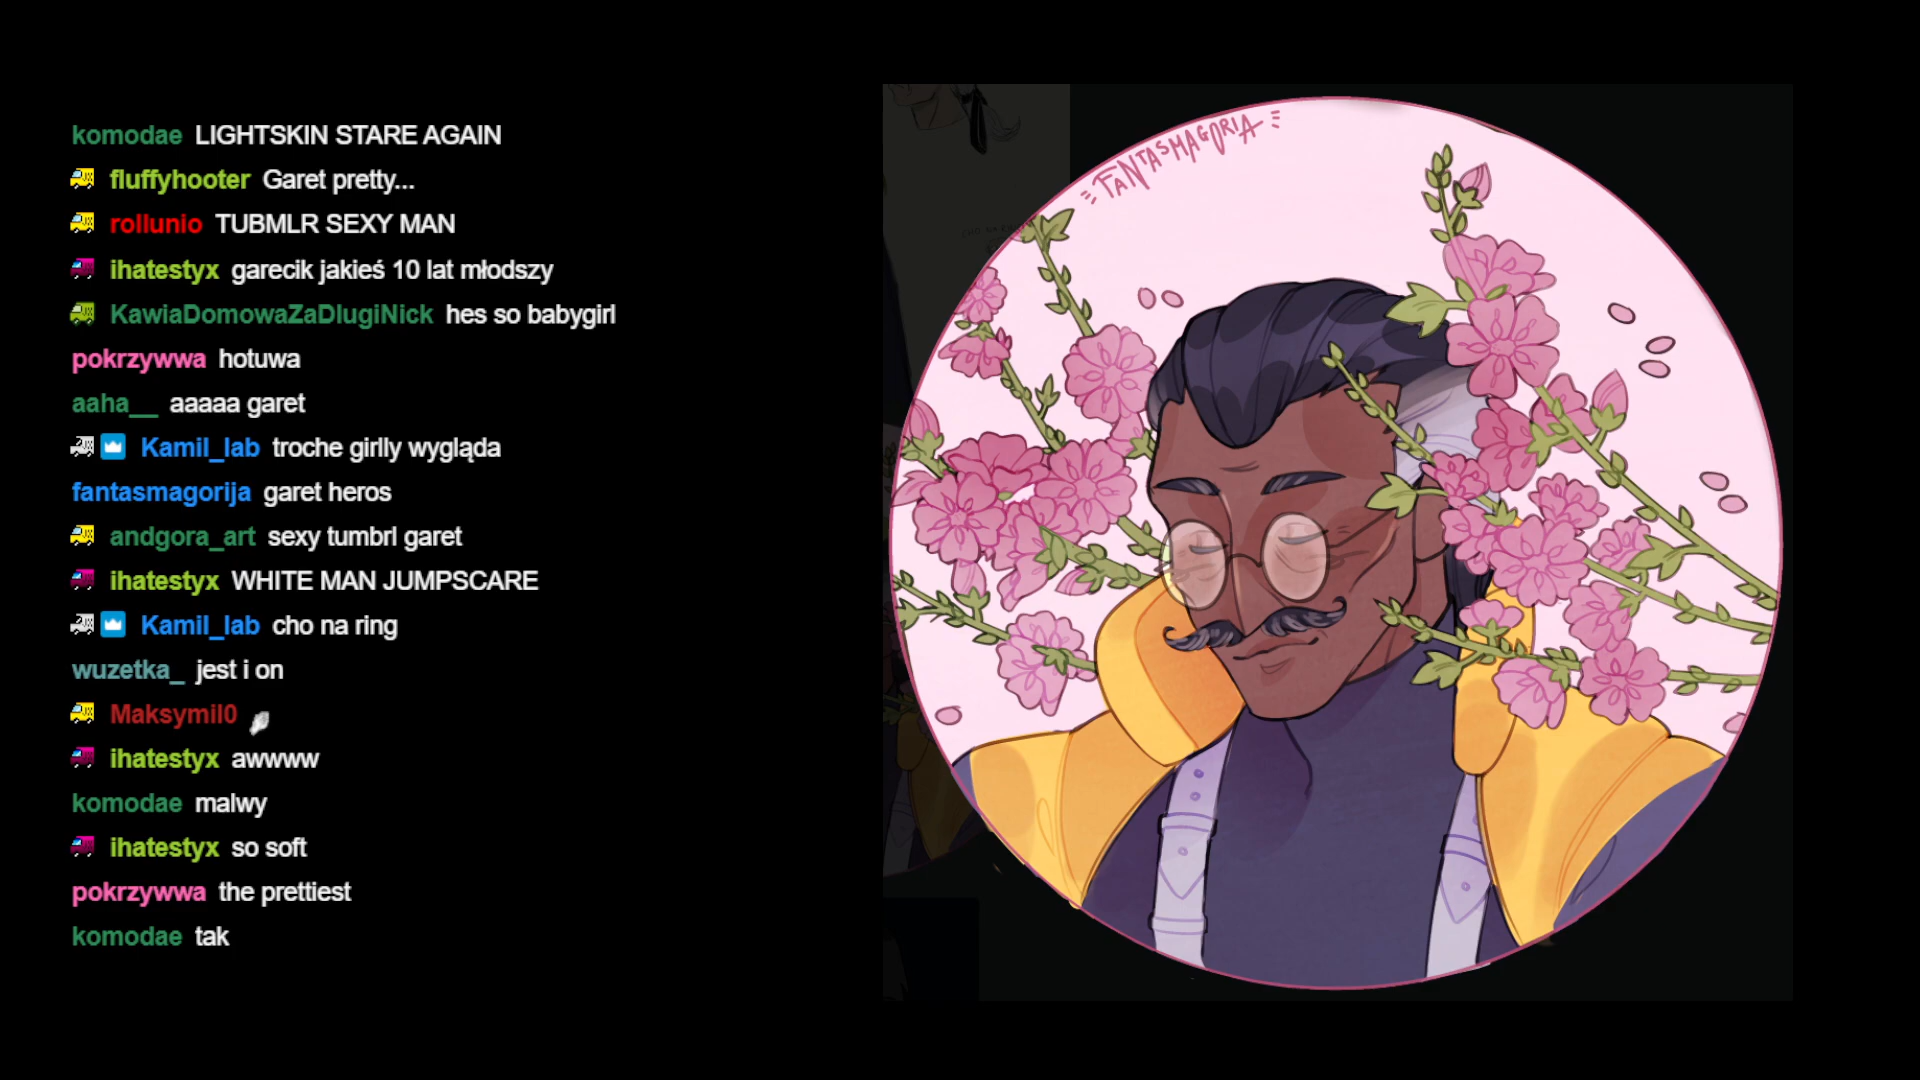 komodae LIGHTSKIN STARE AGAIN
fluffyhooter Garet pretty...
rollunio TUBMLR SEXY MAN
ihatestyx garecik jakieś 10 lat młodszy
KawiaDomowaZaDlugiNick hes so babygirl
pokrzywwa hotuwa
aaha__ aaaaa garet
Kamil_lab troche girlly wygląda
fantasmagorija garet heros
andgora_art sexy tumbrl garet
ihatestyx WHITE MAN JUMPSCARE
Kamil_lab cho na ring
wuzetka_ jest i on
Maksymil0
ihatestyx awwww
komodae malwy
ihatestyx so soft
pokrzywwa the prettiest
komodae tak
FANTASMAGORIA